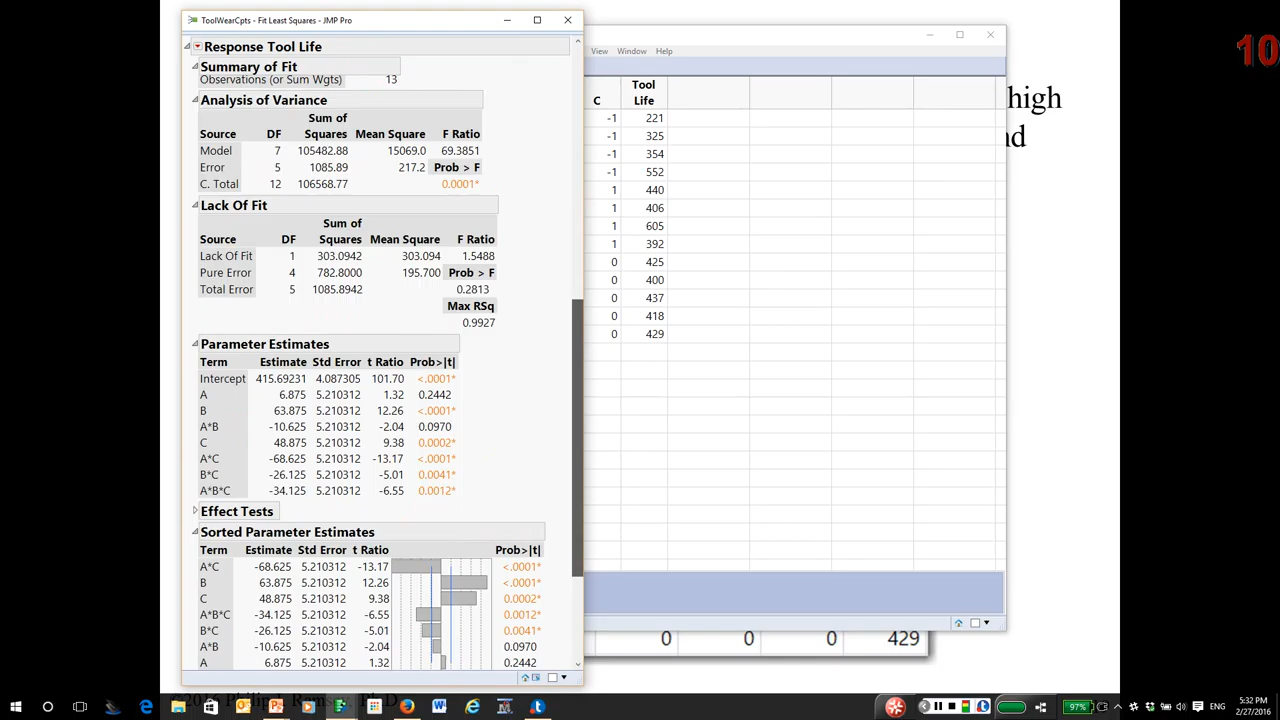 ToolWearCpts - Fit Least Squares - JMP Pro
Response Tool Life
Summary of Fit
Observations (or Sum Wgts) 13
Analysis of Variance
Sum of
Source DF Squares Mean Square F Ratio
Model 7 105482.88 15069.0 69.3851
Error 5 1085.89 217.2 Prob > F
C. Total 12 106568.77 0.0001*
Lack Of Fit
Sum of
Source DF Squares Mean Square F Ratio
Lack Of Fit 1 303.0942 303.094 1.5488
Pure Error 4 782.8000 195.700 Prob > F
Total Error 5 1085.8942 0.2813
Max RSq
0.9927
Parameter Estimates
Term Estimate Std Error t Ratio Prob>|t|
Intercept 415.69231 4.087305 101.70 <.0001*
A 6.875 5.210312 1.32 0.2442
B 63.875 5.210312 12.26 <.0001*
A*B -10.625 5.210312 -2.04 0.0970
C 48.875 5.210312 9.38 0.0002*
A*C -68.625 5.210312 -13.17 <.0001*
B*C -26.125 5.210312 -5.01 0.0041*
A*B*C -34.125 5.210312 -6.55 0.0012*
Effect Tests
Sorted Parameter Estimates
Term Estimate Std Error t Ratio Prob>|t|
A*C -68.625 5.210312 -13.17 <.0001*
B 63.875 5.210312 12.26 <.0001*
C 48.875 5.210312 9.38 0.0002*
A*B*C -34.125 5.210312 -6.55 0.0012*
B*C -26.125 5.210312 -5.01 0.0041*
A*B -10.625 5.210312 -2.04 0.0970
A 6.875 5.210312 1.32 0.2442
View Window Help
Tool
C Life
-1 221
-1 325
-1 354
-1 552
1 440
1 406
1 605
1 392
0 425
0 400
0 437
0 418
0 429
10
high
0 0 0 429
97%
ENG
5:32 PM
2/27/2016